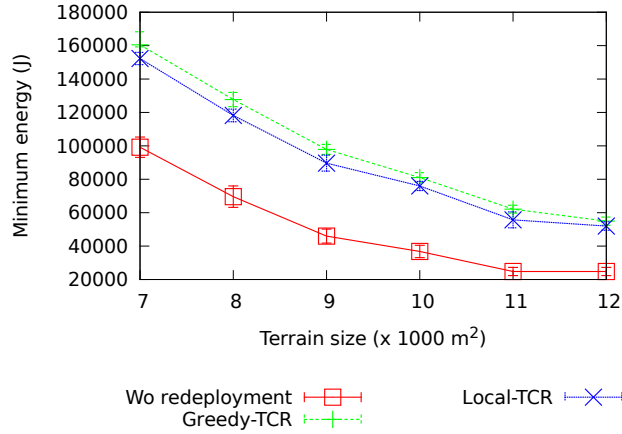 180000
160000
140000
120000
100000
80000
60000
40000
20000
Minimum energy (J)
7 8 9 10 11 12
Terrain size (x 1000 m²)
Wo redeployment
Greedy-TCR
Local-TCR